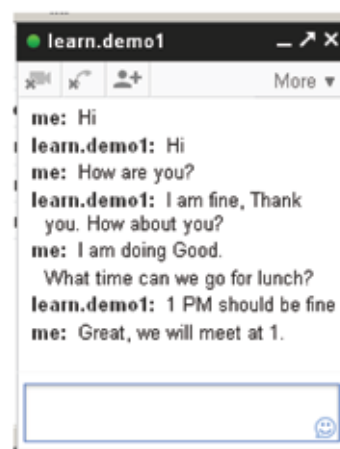 learn.demo1
More
me: Hi
learn.demo1: Hi
me: How are you?
learn.demo1: I am fine, Thank
you. How about you?
me: I am doing Good.
What time can we go for lunch?
learn.demo1: 1 PM should be fine
me: Great, we will meet at 1.